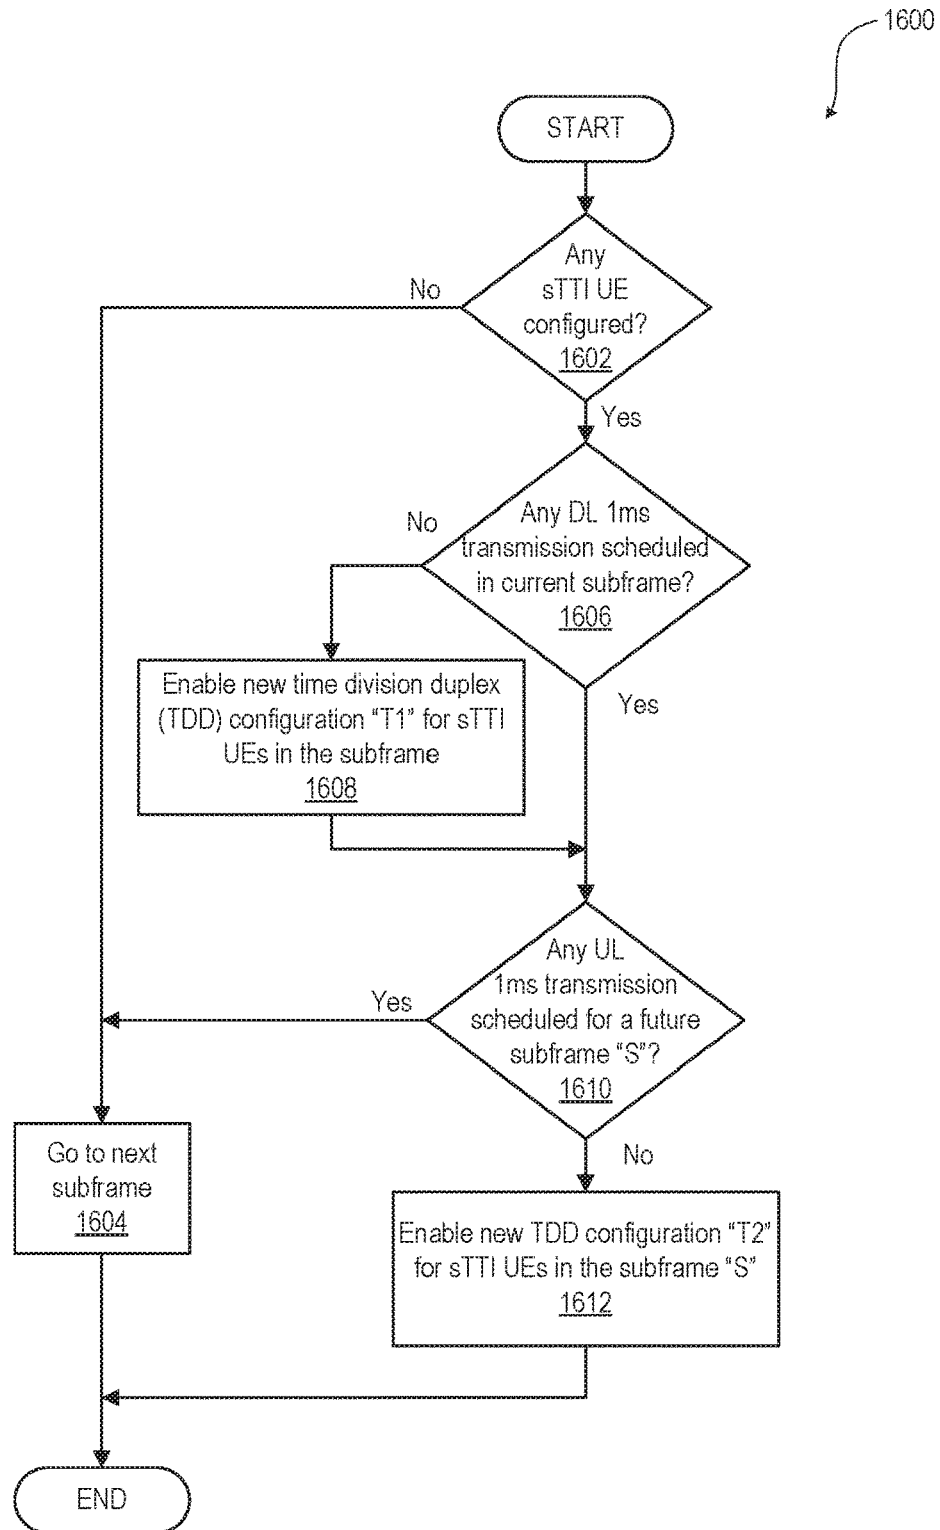 1600
START
Any
sTTI UE
configured?
1602
No
Yes
Any DL 1ms
transmission scheduled
in current subframe?
1606
No
Yes
Enable new time division duplex
(TDD) configuration “T1” for sTTI
UEs in the subframe
1608
Any UL
1ms transmission
scheduled for a future
subframe “S”?
1610
Yes
No
Go to next
subframe
1604
Enable new TDD configuration “T2”
for sTTI UEs in the subframe “S”
1612
END